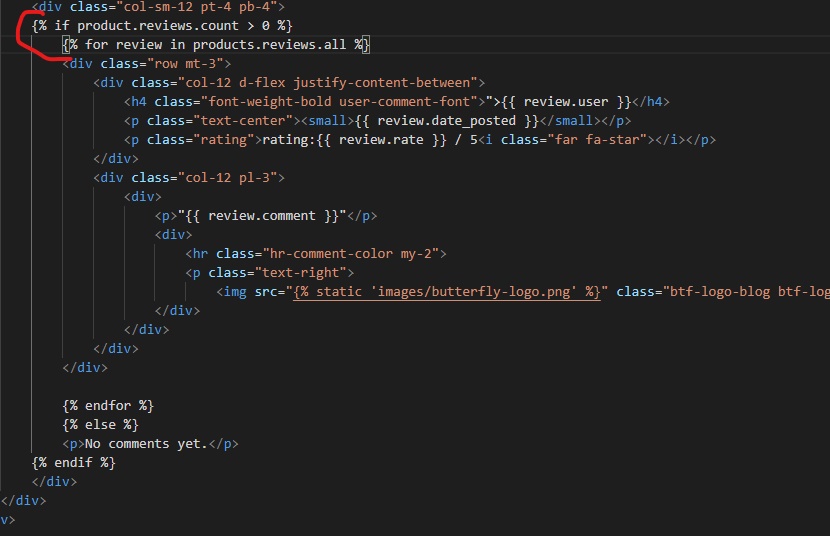 <div class="col-sm-12 pt-4 pb-4">
{% if product.reviews.count > 0 %}
{% for review in products.reviews.all %}
<div class="row mt-3">
<div class="col-12 d-flex justify-content-between">
<h4 class="font-weight-bold user-comment-font">">{{ review.user }}</h4>
<p class="text-center"><small>{{ review.date_posted }}</small></p>
<p class="rating">rating:{{ review.rate }} / 5<i class="far fa-star"></i></p>
</div>
<div class="col-12 pl-3">
<div>
<p>"{{ review.comment }}"</p>
<div>
<hr class="hr-comment-color my-2">
<p class="text-right">
<img src="{% static 'images/butterfly-logo.png' %}" class="btf-logo-blog btf-log
</div>
</div>
</div>
</div>
{% endfor %}
{% else %}
<p>No comments yet.</p>
{% endif %}
</div>
</div>
v>